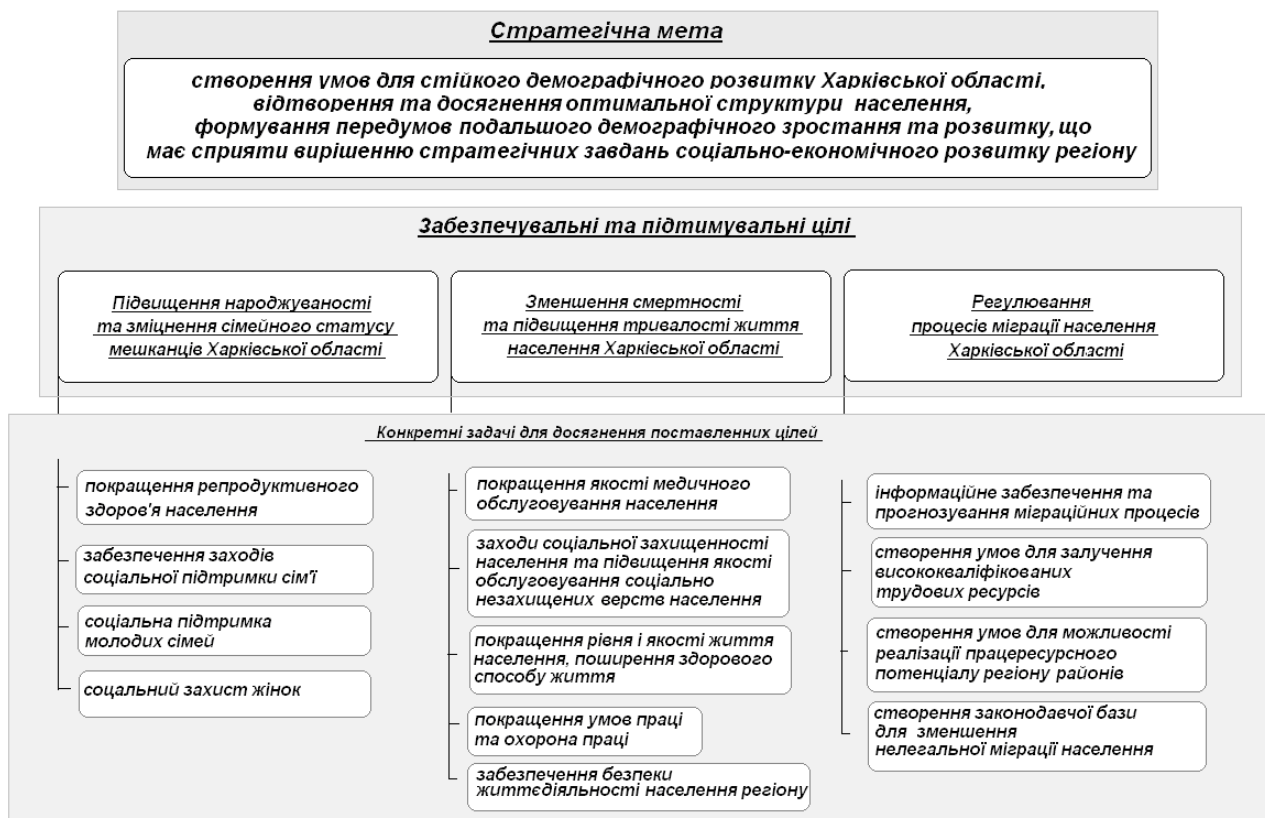 Стратегічна мета
створення умов для стійкого демографічного розвитку Харківської області,
відтворення та досягнення оптимальної структури населення,
формування передумов подальшого демографічного зростання та розвитку, що
має сприяти вирішенню стратегічних завдань соціально-економічного розвитку регіону
Забезпечувальні та підтимувальні цілі
Підвищення народжуваності
та зміцнення сімейного статусу
мешканців Харківської області
Зменшення смертності
та підвищення тривалості життя
населення Харківської області
Регулювання
процесів міграції населення
Харківської області
Конкретні задачі для досягнення поставленних цілей
покращення репродуктивного
здоров'я населення
забезпечення заходів
соціальної підтримки сім'ї
соціальна підтримка
молодих сімей
соцальний захист жінок
покращення якості медичного
обслуговування населення
заходи соціальної захищенності
населення та підвищення якості
обслуговування соціально
незахищених верств населення
покращення рівня і якості життя
населення, поширення здорового
способу життя
покращення умов праці
та охорона праці
забезпечення безпеки
життєдіяльності населення регіону
інформаційне забезпечення та
прогнозування міграційних процесів
створення умов для залучення
висококваліфікованих
трудових ресурсів
створення умов для можливості
реалізації працересурсного
потенціалу регіону районів
створення законодавчої бази
для зменшення
нелегальної міграції населення